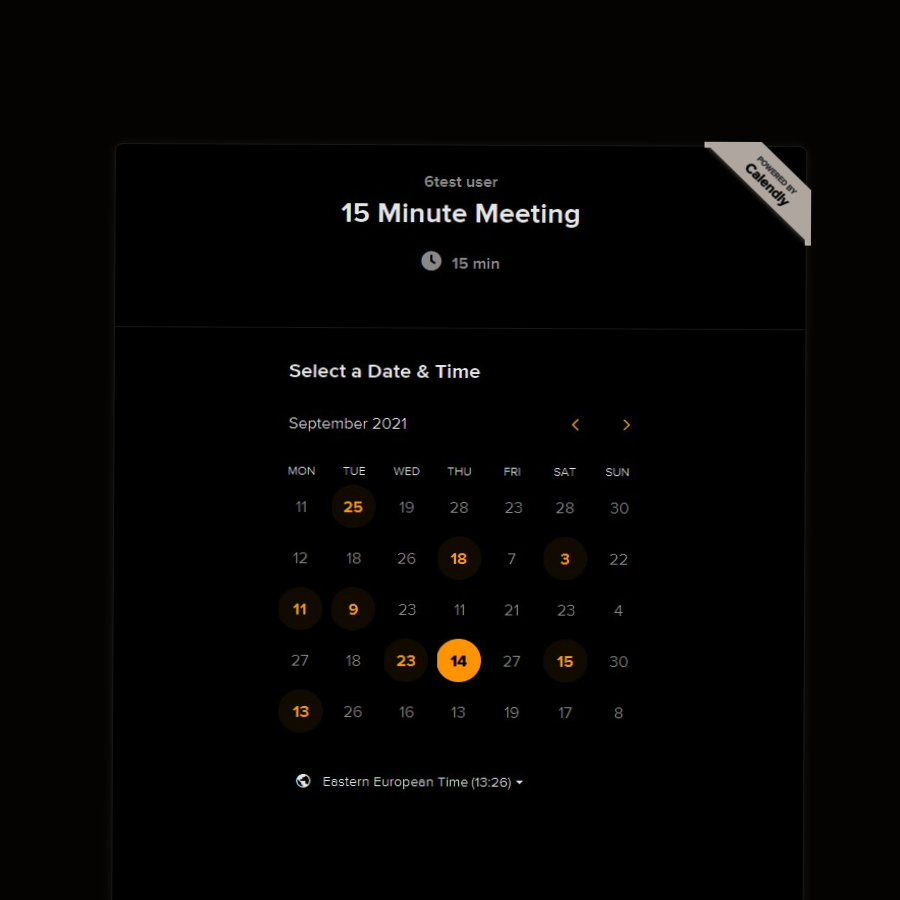 POWERED BY
Calendly
6test user
15 Minute Meeting
15 min
Select a Date & Time
September 2021
MON TUE WED THU FRI SAT SUN
11 25 19 28 23 28 30
12 18 26 18 7 3 22
11 9 23 11 21 23 4
27 18 23 14 27 15 30
13 26 16 13 19 17 8
Eastern European Time (13:26)